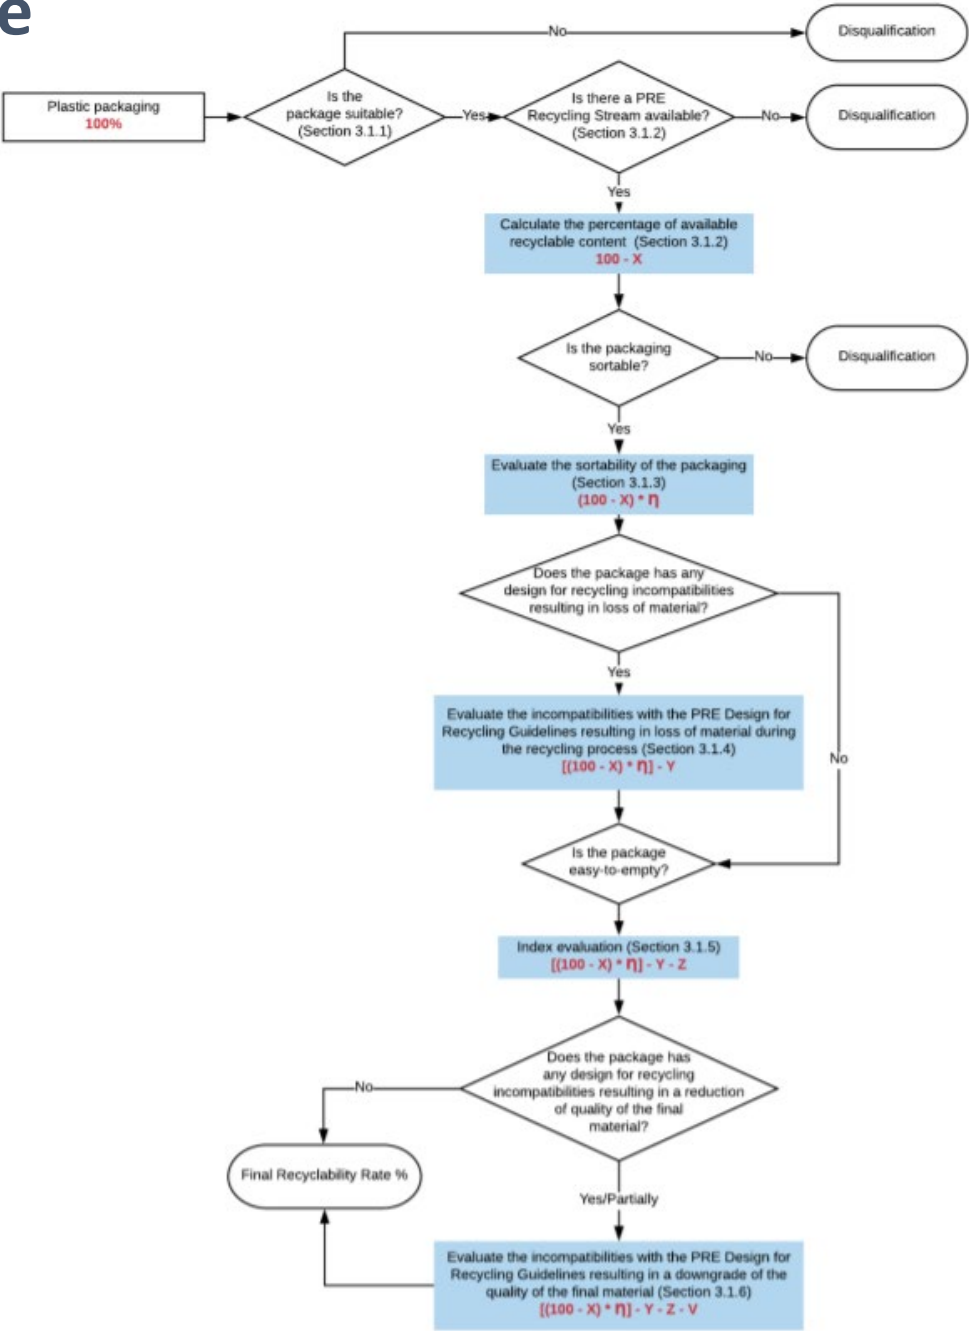 e
No
Disqualification
Plastic packaging
100%
Is the
package suitable?
(Section 3.1.1)
Yes
Is there a PRE
Recycling Stream available?
(Section 3.1.2)
No
Disqualification
Yes
Calculate the percentage of available
recyclable content (Section 3.1.2)
100 - X
Is the packaging
sortable?
No
Disqualification
Yes
Evaluate the sortability of the packaging
(Section 3.1.3)
(100 - X) * η
Does the package has any
design for recycling incompatibilities
resulting in loss of material?
Yes
Evaluate the incompatibilities with the PRE Design for
Recycling Guidelines resulting in loss of material during
the recycling process (Section 3.1.4)
[(100 - X) * η] - Y
No
Is the package
easy-to-empty?
Index evaluation (Section 3.1.5)
[(100 - X) * η] - Y - Z
Does the package has
any design for recycling
incompatibilities resulting in a reduction
of quality of the final
material?
No
Final Recyclability Rate %
Yes/Partially
Evaluate the incompatibilities with the PRE Design for
Recycling Guidelines resulting in a downgrade of the
quality of the final material (Section 3.1.6)
[(100 - X) * η] - Y - Z - V